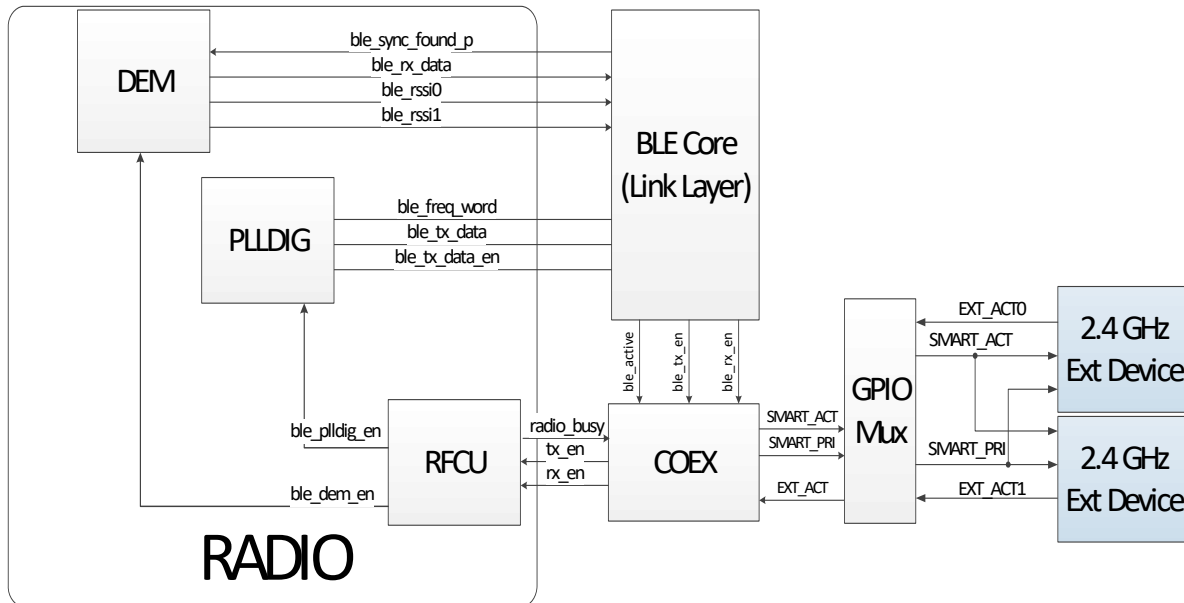 ble_sync_found_p
ble_rx_data
ble_rssi0
ble_rssi1
DEM
BLE Core
(Link Layer)
ble_freq_word
ble_tx_data
ble_tx_data_en
PLLDIG
ble_active
ble_tx_en
ble_rx_en
EXT_ACT0
SMART_ACT
2.4 GHz
Ext Device
GPIO
Mux
SMART_ACT
SMART_PRI
EXT_ACT
SMART_PRI
EXT_ACT1
2.4 GHz
Ext Device
ble_plldig_en
ble_dem_en
RFCU
radio_busy
tx_en
rx_en
COEX
RADIO